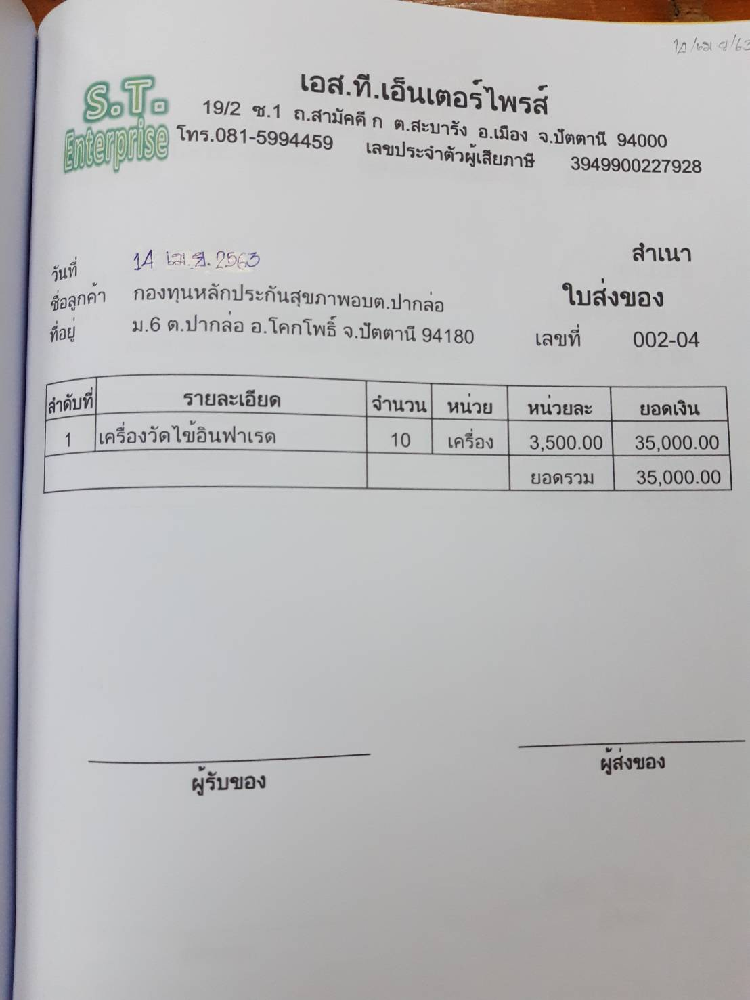 14/เม ย/63
S.T.
Enterprise
เอส.ที.เอ็นเตอร์ไพรส์
19/2 ซ.1 ถ.สามัคคี ก ต.สะบารัง อ.เมือง จ.ปัตตานี 94000
โทร.081-5994459 เลขประจำตัวผู้เสียภาษี 3949900227928
สำเนา
วันที่ 14 เม.ย. 2563
ใบส่งของ
ชื่อลูกค้า กองทุนหลักประกันสุขภาพอบต.ปากล่อ
ที่อยู่ ม.6 ต.ปากล่อ อ.โคกโพธิ์ จ.ปัตตานี 94180 เลขที่ 002-04
ลำดับที่ รายละเอียด จำนวน หน่วย หน่วยละ ยอดเงิน
1 เครื่องวัดไข้อินฟาเรด 10 เครื่อง 3,500.00 35,000.00
ยอดรวม 35,000.00
ผู้รับของ ผู้ส่งของ